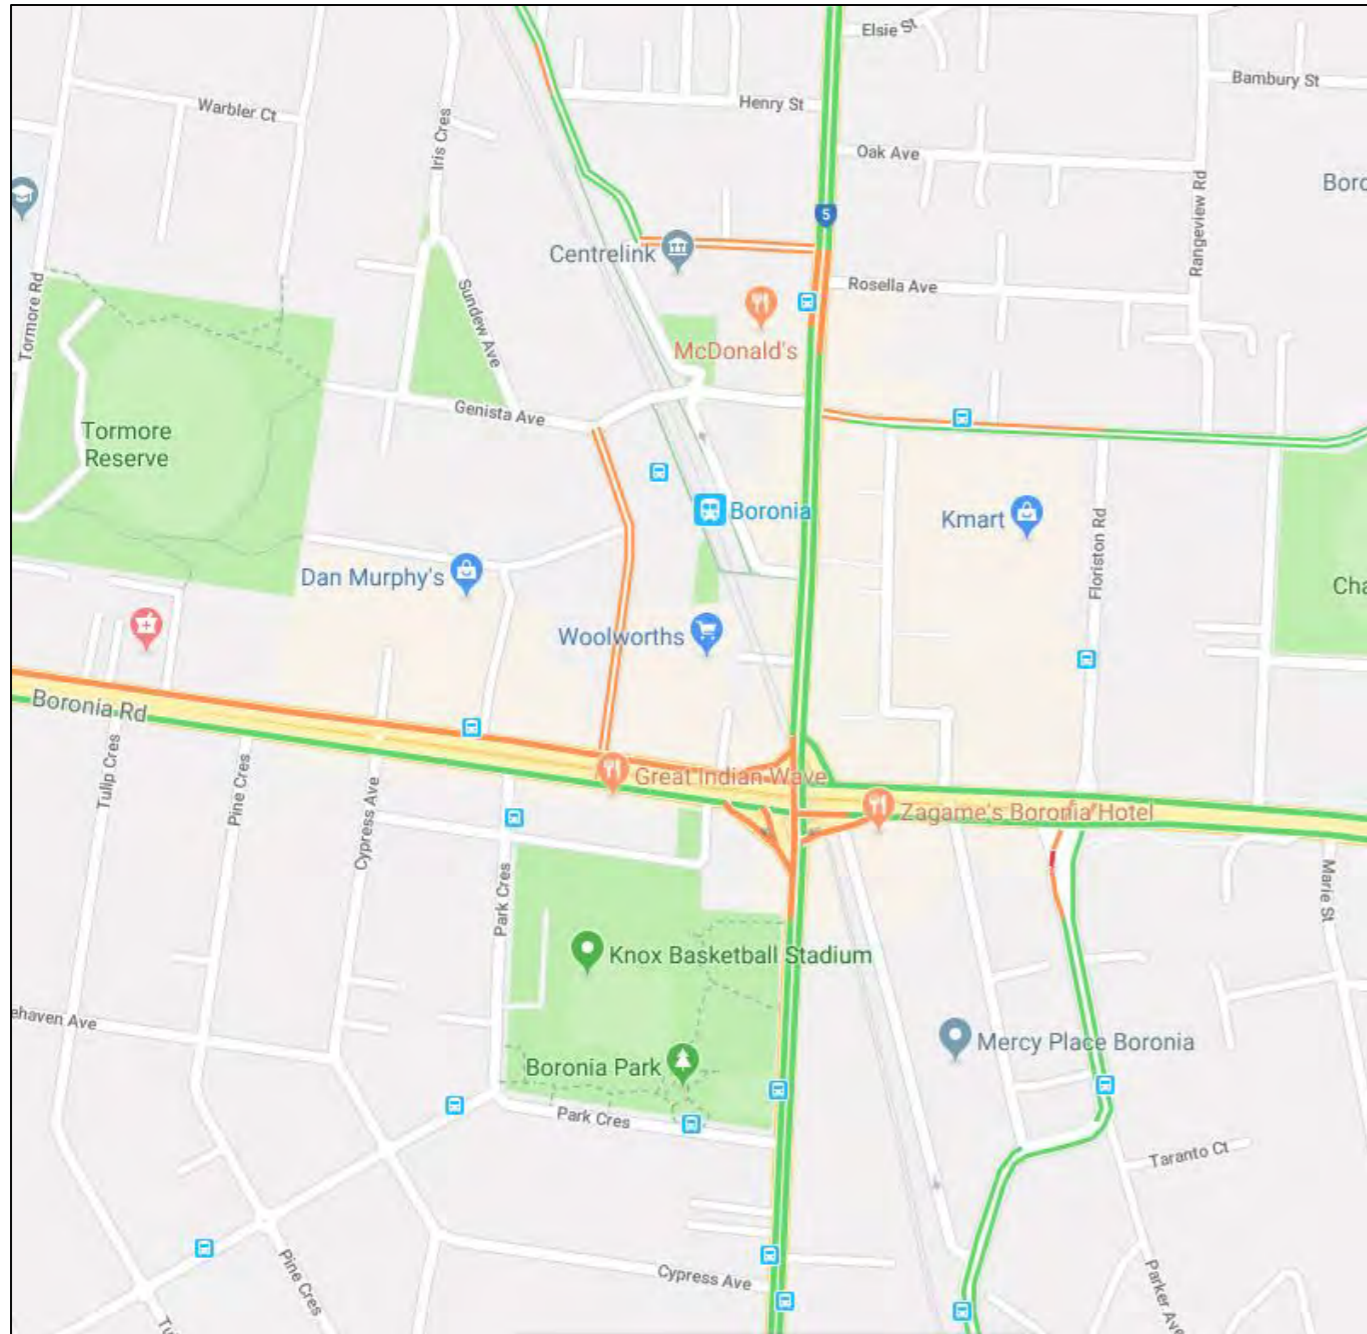 Elsie St
Bambury St
Henry St
Warbler Ct
Iris Cres
Oak Ave
Boro
Rangeview Rd
5
Centrelink
Tormore Rd
Sundew Ave
Rosella Ave
McDonald's
Genista Ave
Tormore
Reserve
Boronia
Kmart
Floriston Rd
Dan Murphy's
Cha
Woolworths
Boronia Rd
Tulip Cres
Pine Cres
Cypress Ave
Great Indian Wave
Zagame's Boronia Hotel
Park Cres
Marie St
Knox Basketball Stadium
ehaven Ave
Mercy Place Boronia
Boronia Park
Park Cres
Taranto Ct
Pine Cres
Cypress Ave
Parker Ave
Tu